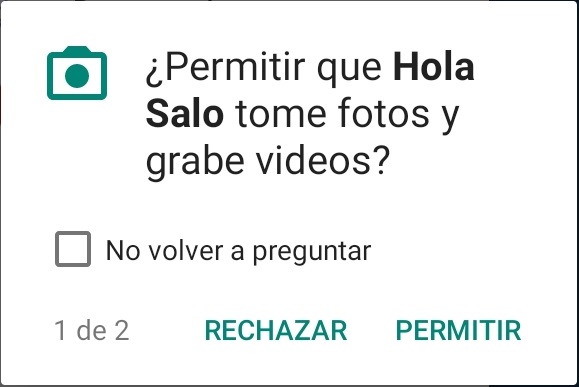 ¿Permitir que Hola
Salo tome fotos y
grabe videos?
No volver a preguntar
1 de 2 RECHAZAR PERMITIR